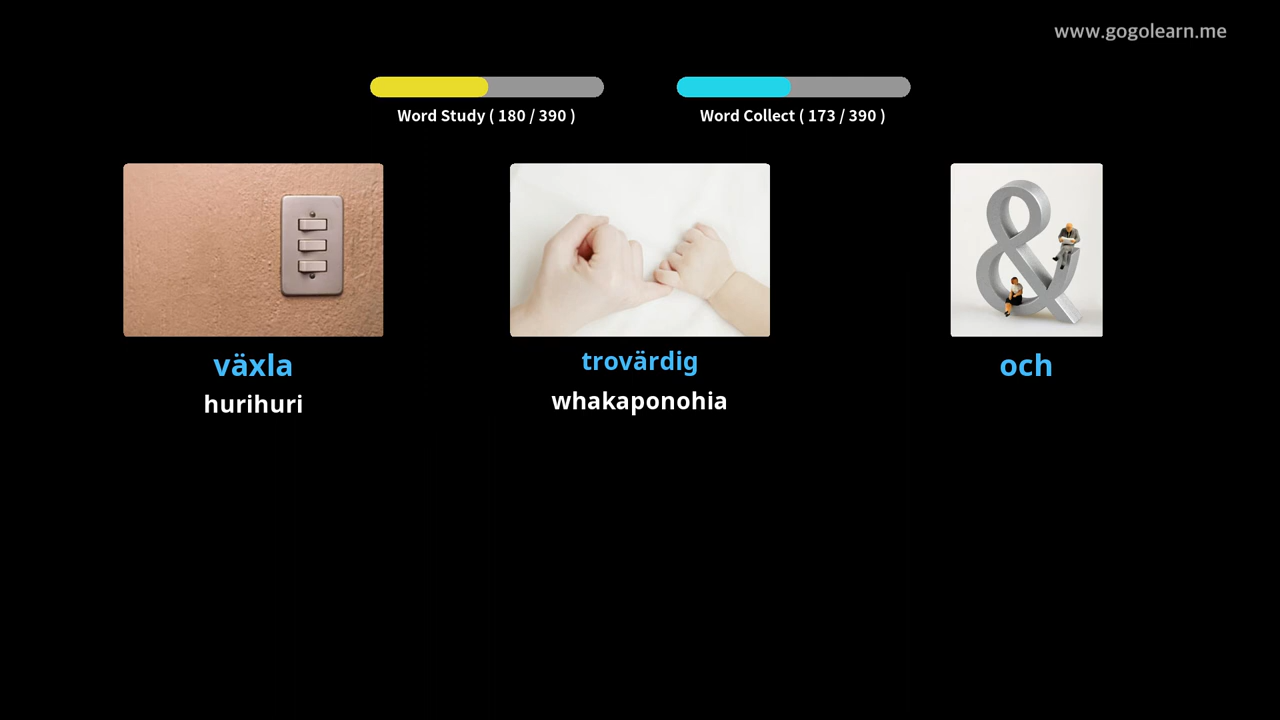 www.gogolearn.me
Word Study ( 180 / 390 )
Word Collect ( 173 / 390 )
växla
hurihuri
trovärdig
whakaponohia
och